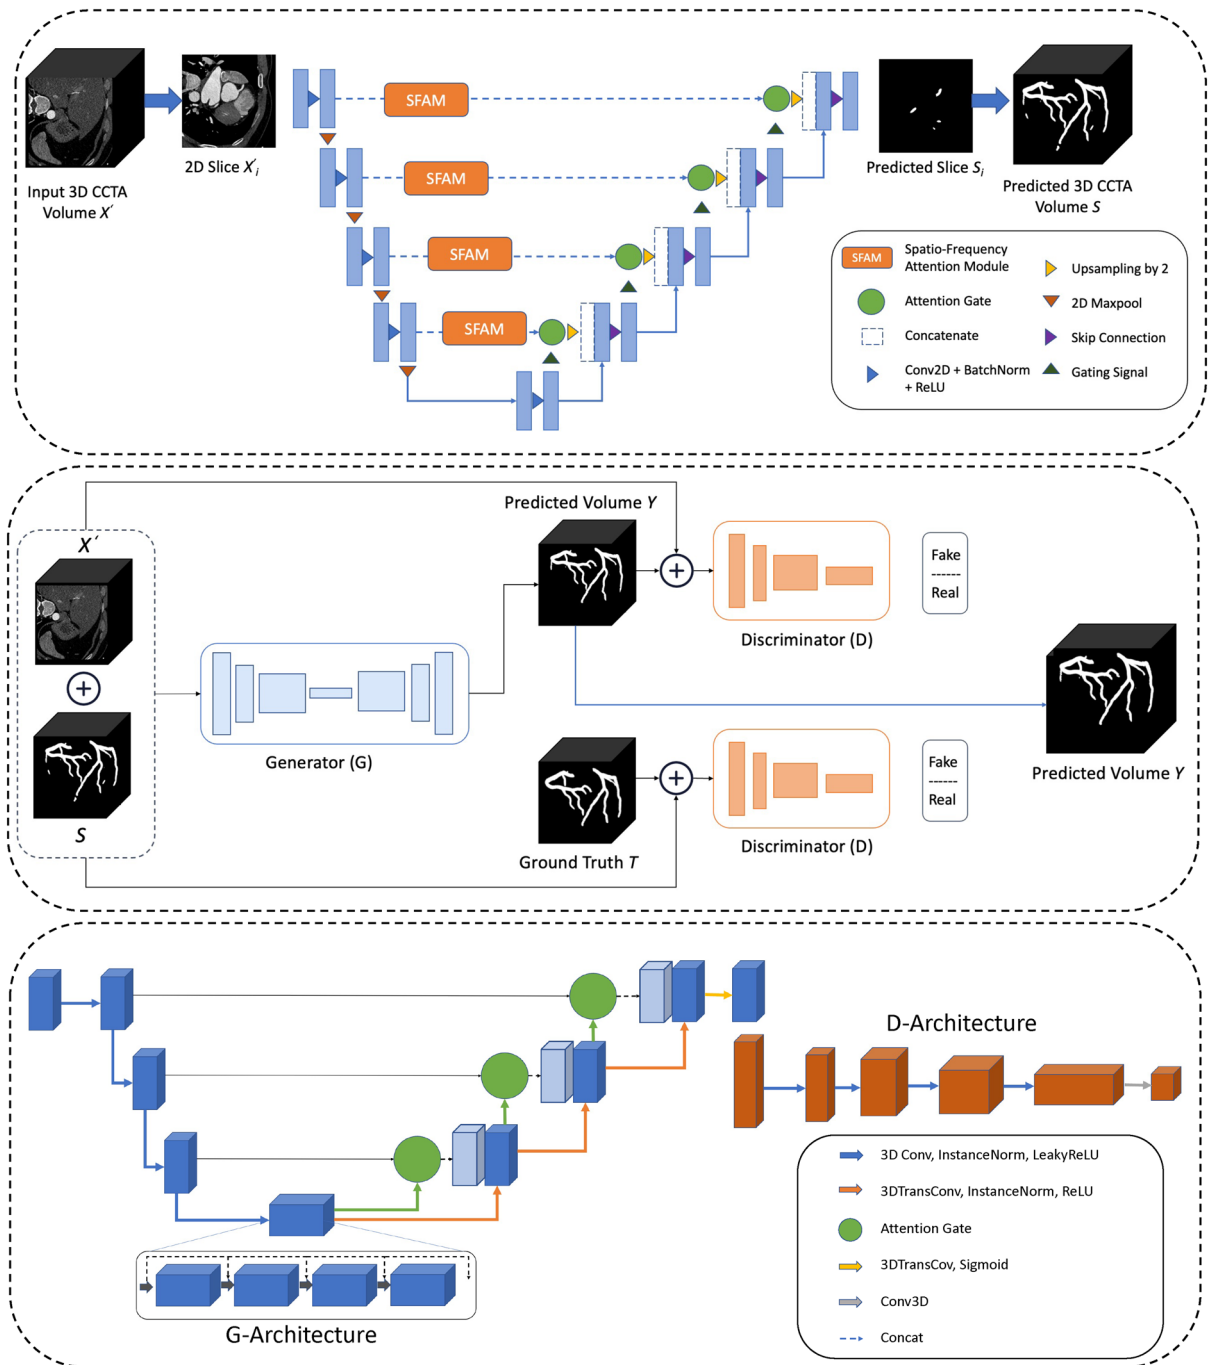 Input 3D CCTA
Volume X′
2D Slice X′i
SFAM
SFAM
SFAM
SFAM
Predicted Slice Si
Predicted 3D CCTA
Volume S
SFAM
Spatio-Frequency
Attention Module
Attention Gate
Concatenate
Conv2D + BatchNorm
+ ReLU
Upsampling by 2
2D Maxpool
Skip Connection
Gating Signal
X′
S
Generator (G)
Predicted Volume Y
Discriminator (D)
Fake
------
Real
Ground Truth T
Discriminator (D)
Fake
------
Real
Predicted Volume Y
G-Architecture
D-Architecture
3D Conv, InstanceNorm, LeakyReLU
3DTransConv, InstanceNorm, ReLU
Attention Gate
3DTransCov, Sigmoid
Conv3D
Concat